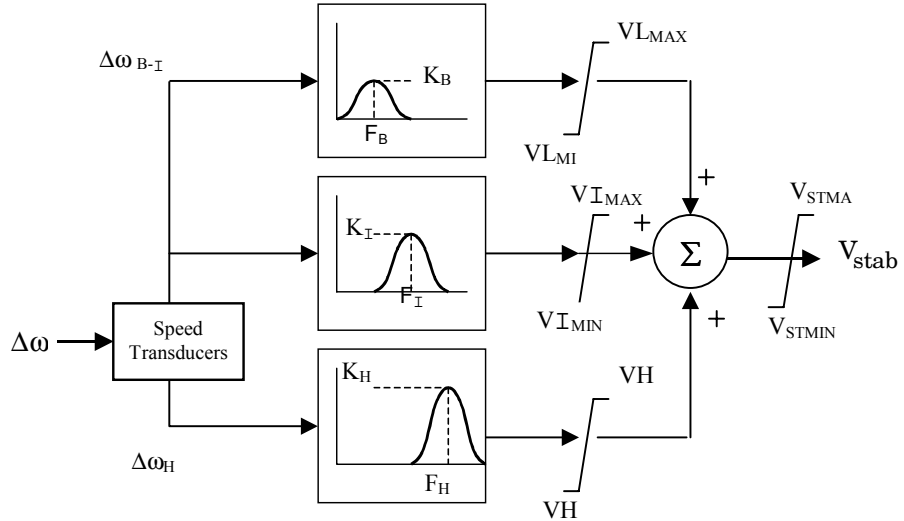 Δω B-I
K_B
F_B
VL_MAX
VL_MI
+
K_I
F_I
VI_MAX
VI_MIN
+
Σ
V_STMA
V_STMIN
V_stab
+
Δω
Speed
Transducers
Δω_H
K_H
F_H
VH
VH